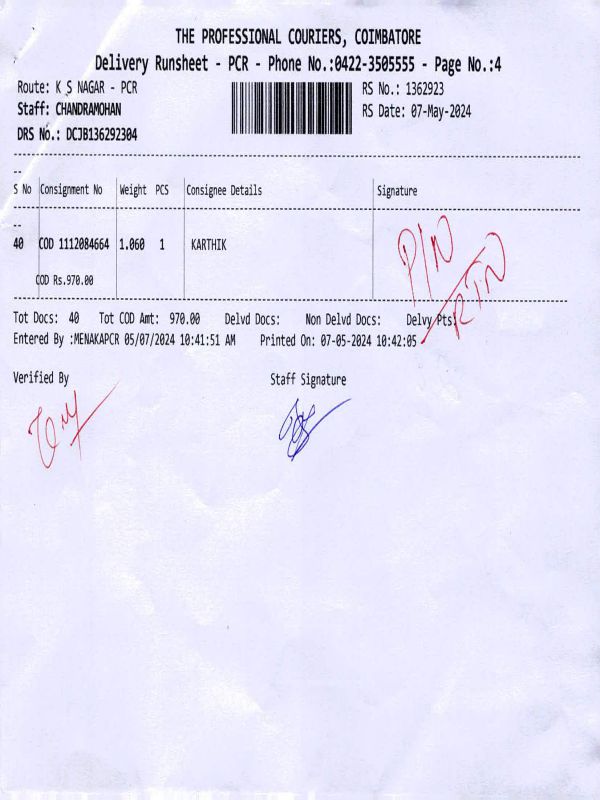 THE PROFESSIONAL COURIERS, COIMBATORE
Delivery Runsheet - PCR - Phone No.:0422-3505555 - Page No.:4
Route: K S NAGAR - PCR RS No.: 1362923
Staff: CHANDRAMOHAN RS Date: 07-May-2024
DRS No.: DCJB136292304
--
S No Consignment No Weight PCS Consignee Details Signature
--
40 COD 1112084664 1.060 1 KARTHIK P/N
COD Rs.970.00 RTN
Tot Docs: 40 Tot COD Amt: 970.00 Delvd Docs: Non Delvd Docs: Delvy Pts:
Entered By :MENAKAPCR 05/07/2024 10:41:51 AM Printed On: 07-05-2024 10:42:05
Verified By Staff Signature